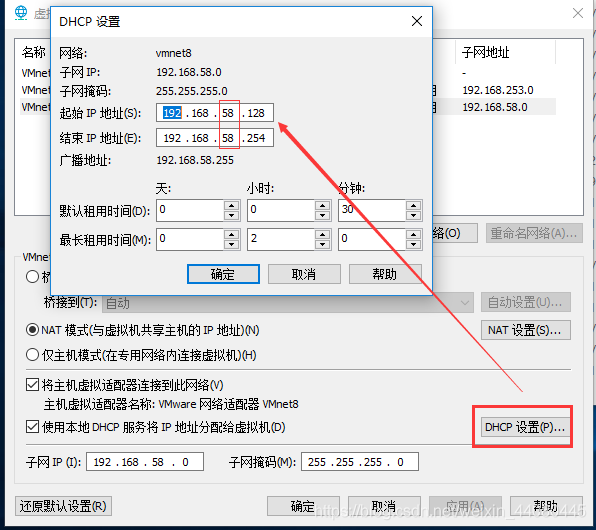 虚拟
DHCP 设置
名称
子网地址
网络:
vmnet8
VMn
-
子网 IP:
192.168.58.0
VMne
192.168.253.0
子网掩码:
255.255.255.0
VMne
192.168.58.0
起始 IP 地址(S):
192 .168 . 58 .128
结束 IP 地址(E):
192 .168 . 58 .254
广播地址:
192.168.58.255
天:
小时:
分钟:
默认租用时间(D):
0
0
30
最长租用时间(M):
0
2
0
络(O)
重命名网络(A)...
确定
取消
帮助
VMne
桥接到(T):
自动
自动设置(U)...
NAT 模式(与虚拟机共享主机的 IP 地址)(N)
NAT 设置(S)...
仅主机模式(在专用网络内连接虚拟机)(H)
将主机虚拟适配器连接到此网络(V)
主机虚拟适配器名称: VMware 网络适配器 VMnet8
使用本地 DHCP 服务将 IP 地址分配给虚拟机(D)
DHCP 设置(P)...
子网 IP (I):
192 .168 . 58 . 0
子网掩码(M):
255 .255 .255 . 0
还原默认设置(R)
确定
取消
应用(A)
帮助